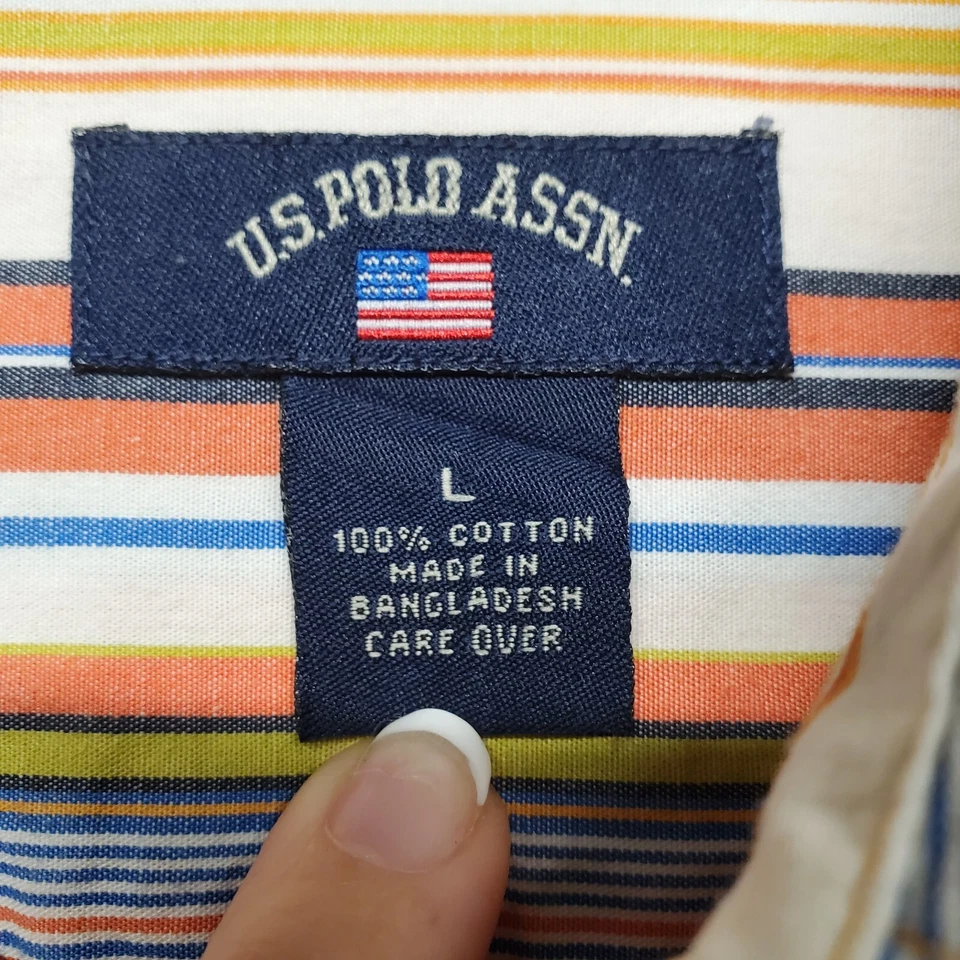 U.S. POLO ASSN.
L
100% COTTON
MADE IN
BANGLADESH
CARE OVER